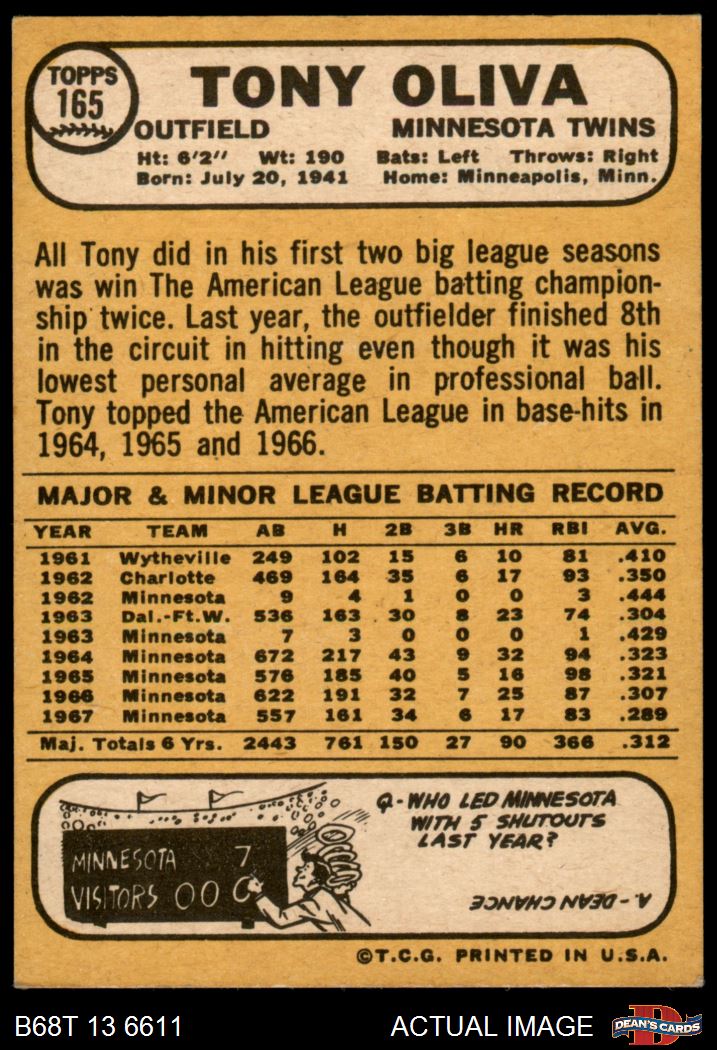 TOPPS
165
TONY OLIVA
OUTFIELD MINNESOTA TWINS
Ht: 6'2" Wt: 190 Bats: Left Throws: Right
Born: July 20, 1941 Home: Minneapolis, Minn.
All Tony did in his first two big league seasons
was win The American League batting champion-
ship twice. Last year, the outfielder finished 8th
in the circuit in hitting even though it was his
lowest personal average in professional ball.
Tony topped the American League in base-hits in
1964, 1965 and 1966.
MAJOR & MINOR LEAGUE BATTING RECORD
YEAR TEAM AB H 2B 3B HR RBI AVG.
1961 Wytheville 249 102 15 6 10 81 .410
1962 Charlotte 469 164 35 6 17 93 .350
1962 Minnesota 9 4 1 0 0 3 .444
1963 Dal.-Ft.W. 536 163 30 8 23 74 .304
1963 Minnesota 7 3 0 0 0 1 .429
1964 Minnesota 672 217 43 9 32 94 .323
1965 Minnesota 576 185 40 5 16 98 .321
1966 Minnesota 622 191 32 7 25 87 .307
1967 Minnesota 557 161 34 6 17 83 .289
Maj. Totals 6 Yrs. 2443 761 150 27 90 366 .312
Q-WHO LED MINNESOTA
WITH 5 SHUTOUTS
LAST YEAR?
MINNESOTA 7
VISITORS 0 0 0
A.- DEAN CHANCE
©T.C.G. PRINTED IN U.S.A.
B68T 13 6611 ACTUAL IMAGE DEAN'S CARDS